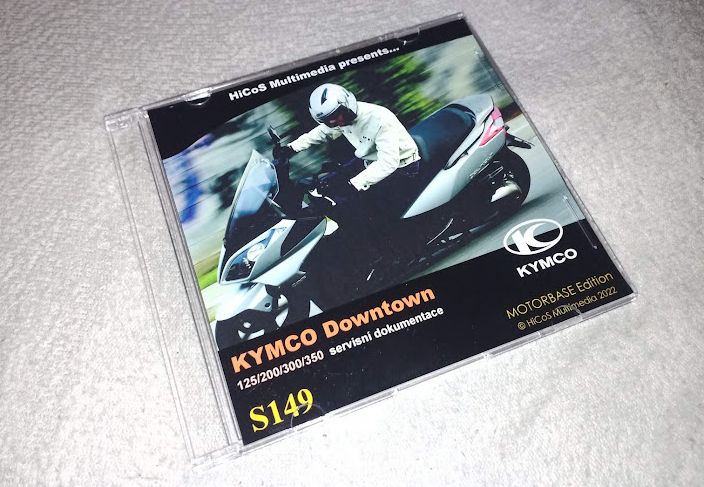 HiCoS Multimedia presents...
KYMCO
KYMCO Downtown
125/200/300/350 servisní dokumentace
MOTORBASE Edition
© HiCoS Multimedia 2022
S149